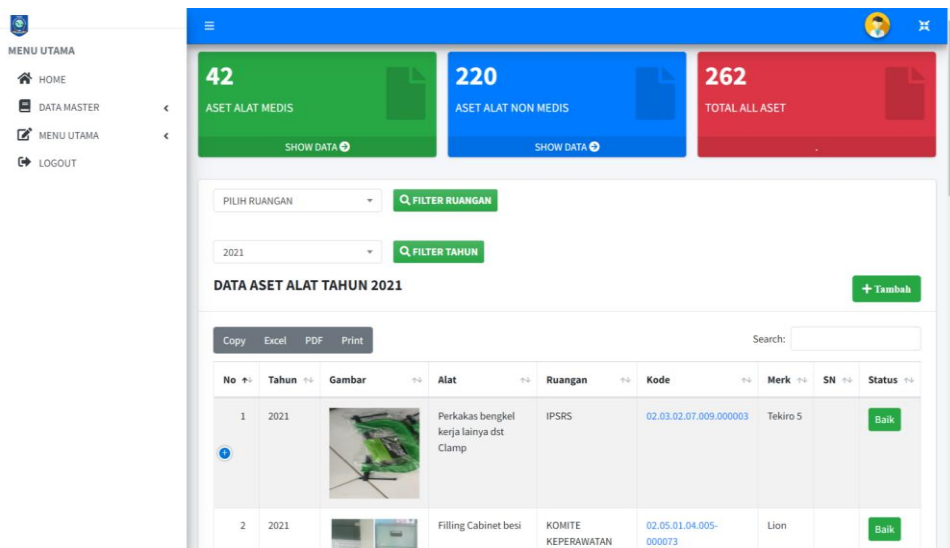 MENU UTAMA
HOME
DATA MASTER
MENU UTAMA
LOGOUT
42
ASET ALAT MEDIS
SHOW DATA
220
ASET ALAT NON MEDIS
SHOW DATA
262
TOTAL ALL ASET
.
PILIH RUANGAN
FILTER RUANGAN
2021
FILTER TAHUN
DATA ASET ALAT TAHUN 2021
+ Tambah
Copy Excel PDF Print
Search:
No Tahun Gambar Alat Ruangan Kode Merk SN Status
1 2021 Perkakas bengkel IPSRS 02.03.02.07.009.000003 Tekiro 5 Baik
kerja lainya dst
Clamp
2 2021 Filling Cabinet besi KOMITE 02.05.01.04.005- Lion Baik
KEPERAWATAN 000073